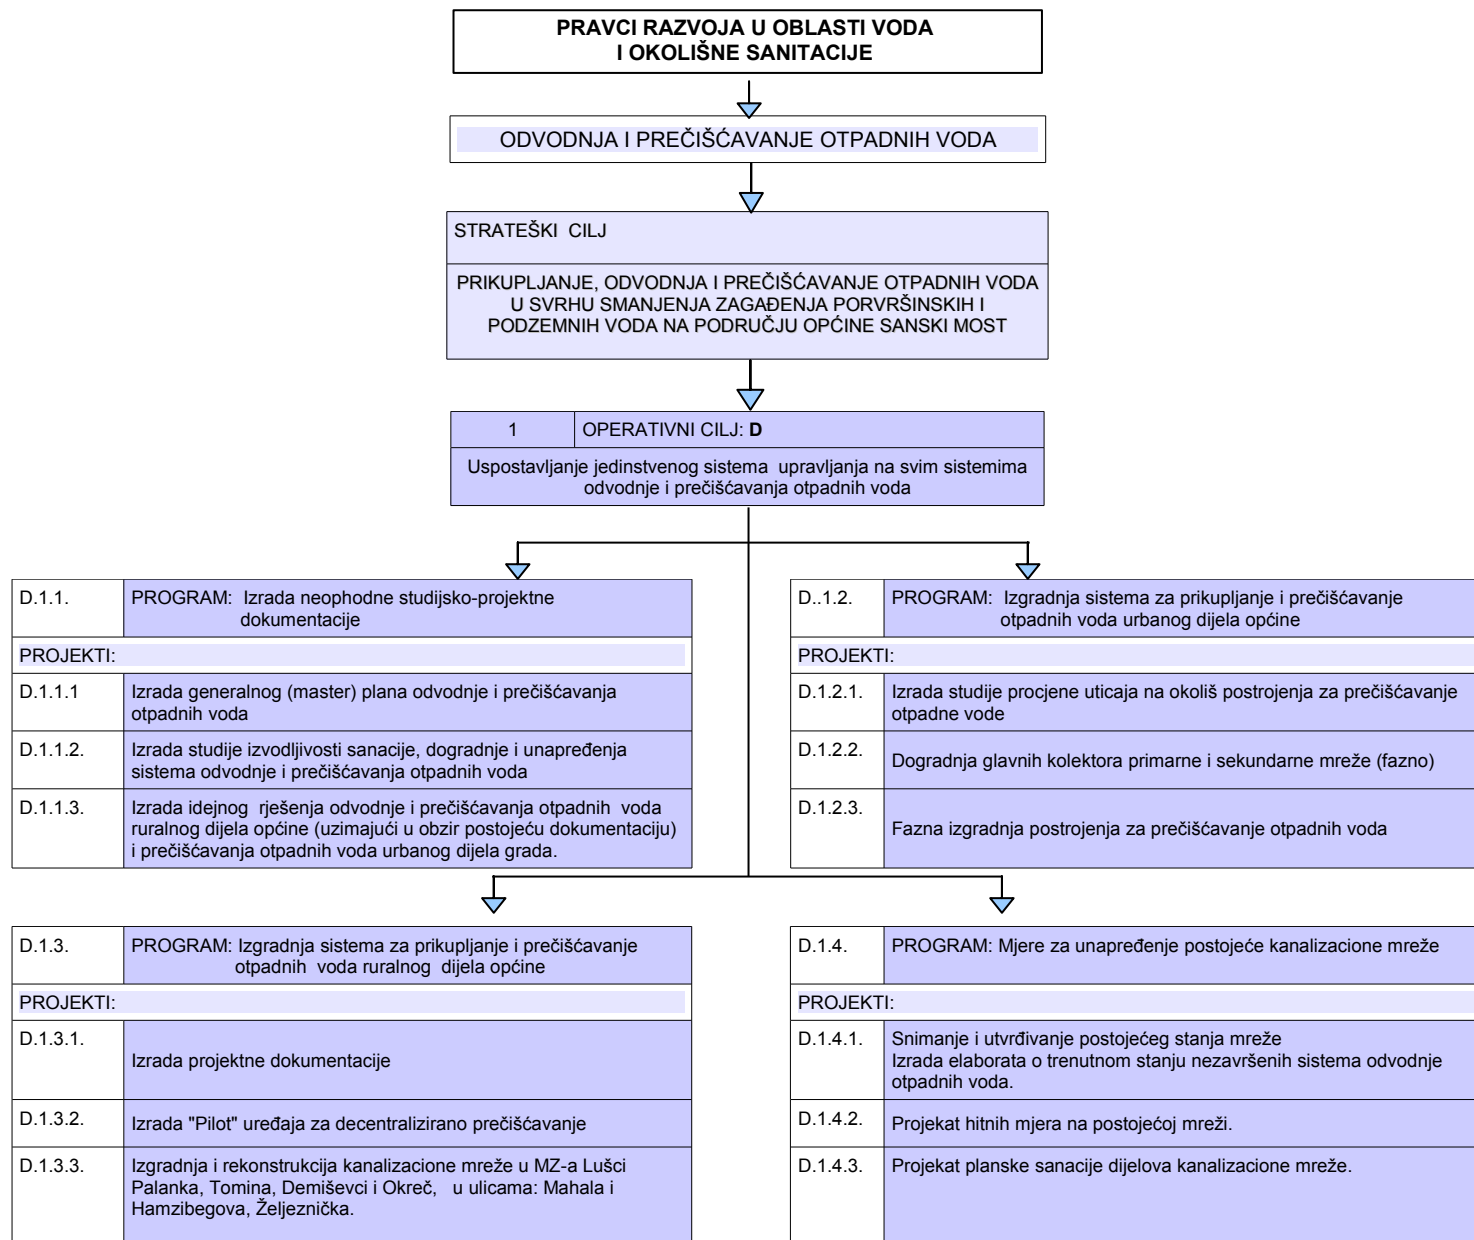 PRAVCI RAZVOJA U OBLASTI VODA
I OKOLIŠNE SANITACIJE
ODVODNJA I PREČIŠĆAVANJE OTPADNIH VODA
STRATEŠKI CILJ
PRIKUPLJANJE, ODVODNJA I PREČIŠĆAVANJE OTPADNIH VODA
U SVRHU SMANJENJA ZAGAĐENJA PORVRŠINSKIH I
PODZEMNIH VODA NA PODRUČJU OPĆINE SANSKI MOST
1 OPERATIVNI CILJ: D
Uspostavljanje jedinstvenog sistema upravljanja na svim sistemima
odvodnje i prečišćavanja otpadnih voda
D.1.1. PROGRAM: Izrada neophodne studijsko-projektne
dokumentacije
PROJEKTI:
D.1.1.1 Izrada generalnog (master) plana odvodnje i prečišćavanja
otpadnih voda
D.1.1.2. Izrada studije izvodljivosti sanacije, dogradnje i unapređenja
sistema odvodnje i prečišćavanja otpadnih voda
D.1.1.3. Izrada idejnog rješenja odvodnje i prečišćavanja otpadnih voda
ruralnog dijela općine (uzimajući u obzir postojeću dokumentaciju)
i prečišćavanja otpadnih voda urbanog dijela grada.
D..1.2. PROGRAM: Izgradnja sistema za prikupljanje i prečišćavanje
otpadnih voda urbanog dijela općine
PROJEKTI:
D.1.2.1. Izrada studije procjene uticaja na okoliš postrojenja za prečišćavanje
otpadne vode
D.1.2.2. Dogradnja glavnih kolektora primarne i sekundarne mreže (fazno)
D.1.2.3. Fazna izgradnja postrojenja za prečišćavanje otpadnih voda
D.1.3. PROGRAM: Izgradnja sistema za prikupljanje i prečišćavanje
otpadnih voda ruralnog dijela općine
PROJEKTI:
D.1.3.1. Izrada projektne dokumentacije
D.1.3.2. Izrada "Pilot" uređaja za decentralizirano prečišćavanje
D.1.3.3. Izgradnja i rekonstrukcija kanalizacione mreže u MZ-a Lušci
Palanka, Tomina, Demiševci i Okreč, u ulicama: Mahala i
Hamzibegova, Željeznička.
D.1.4. PROGRAM: Mjere za unapređenje postojeće kanalizacione mreže
PROJEKTI:
D.1.4.1. Snimanje i utvrđivanje postojećeg stanja mreže
Izrada elaborata o trenutnom stanju nezavršenih sistema odvodnje
otpadnih voda.
D.1.4.2. Projekat hitnih mjera na postojećoj mreži.
D.1.4.3. Projekat planske sanacije dijelova kanalizacione mreže.